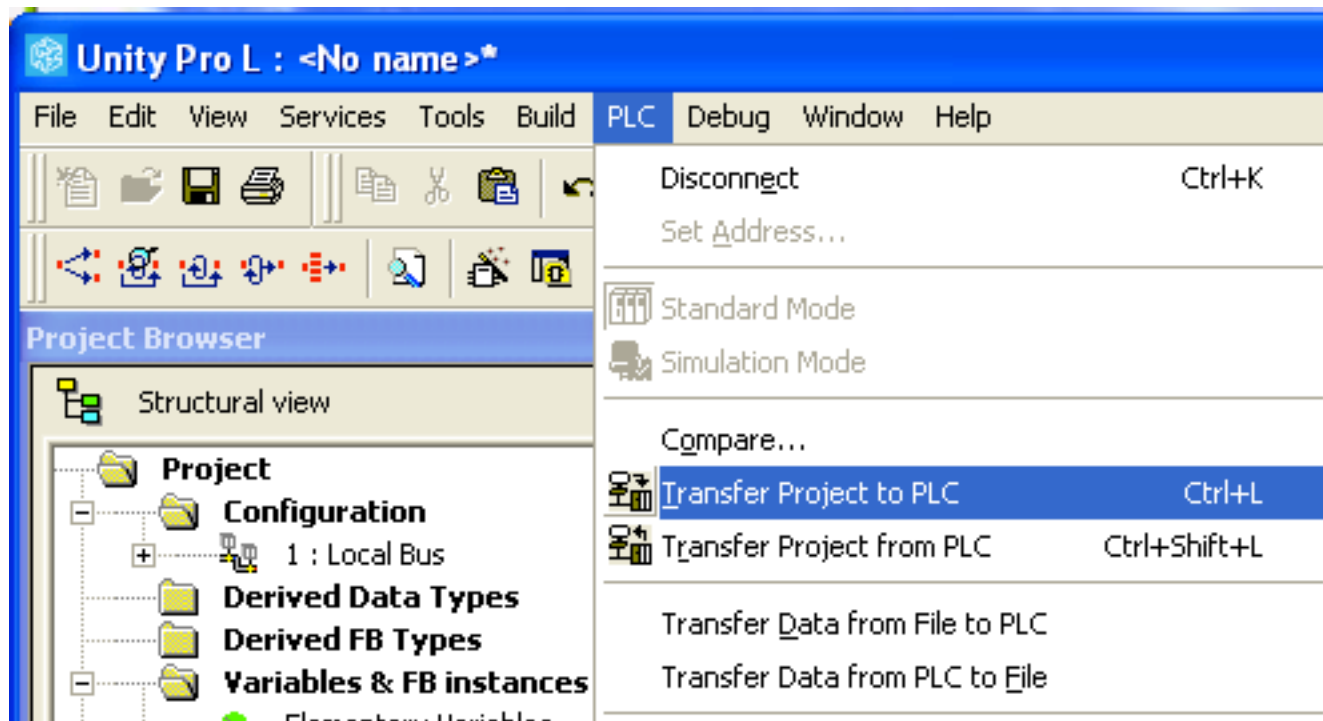 Unity Pro L : <No name>*
File Edit View Services Tools Build PLC Debug Window Help
Disconnect Ctrl+K
Set Address...
Standard Mode
Simulation Mode
Compare...
Transfer Project to PLC Ctrl+L
Transfer Project from PLC Ctrl+Shift+L
Transfer Data from File to PLC
Transfer Data from PLC to File
Project Browser
Structural view
Project
Configuration
1 : Local Bus
Derived Data Types
Derived FB Types
Variables & FB instances
Elementary Variables